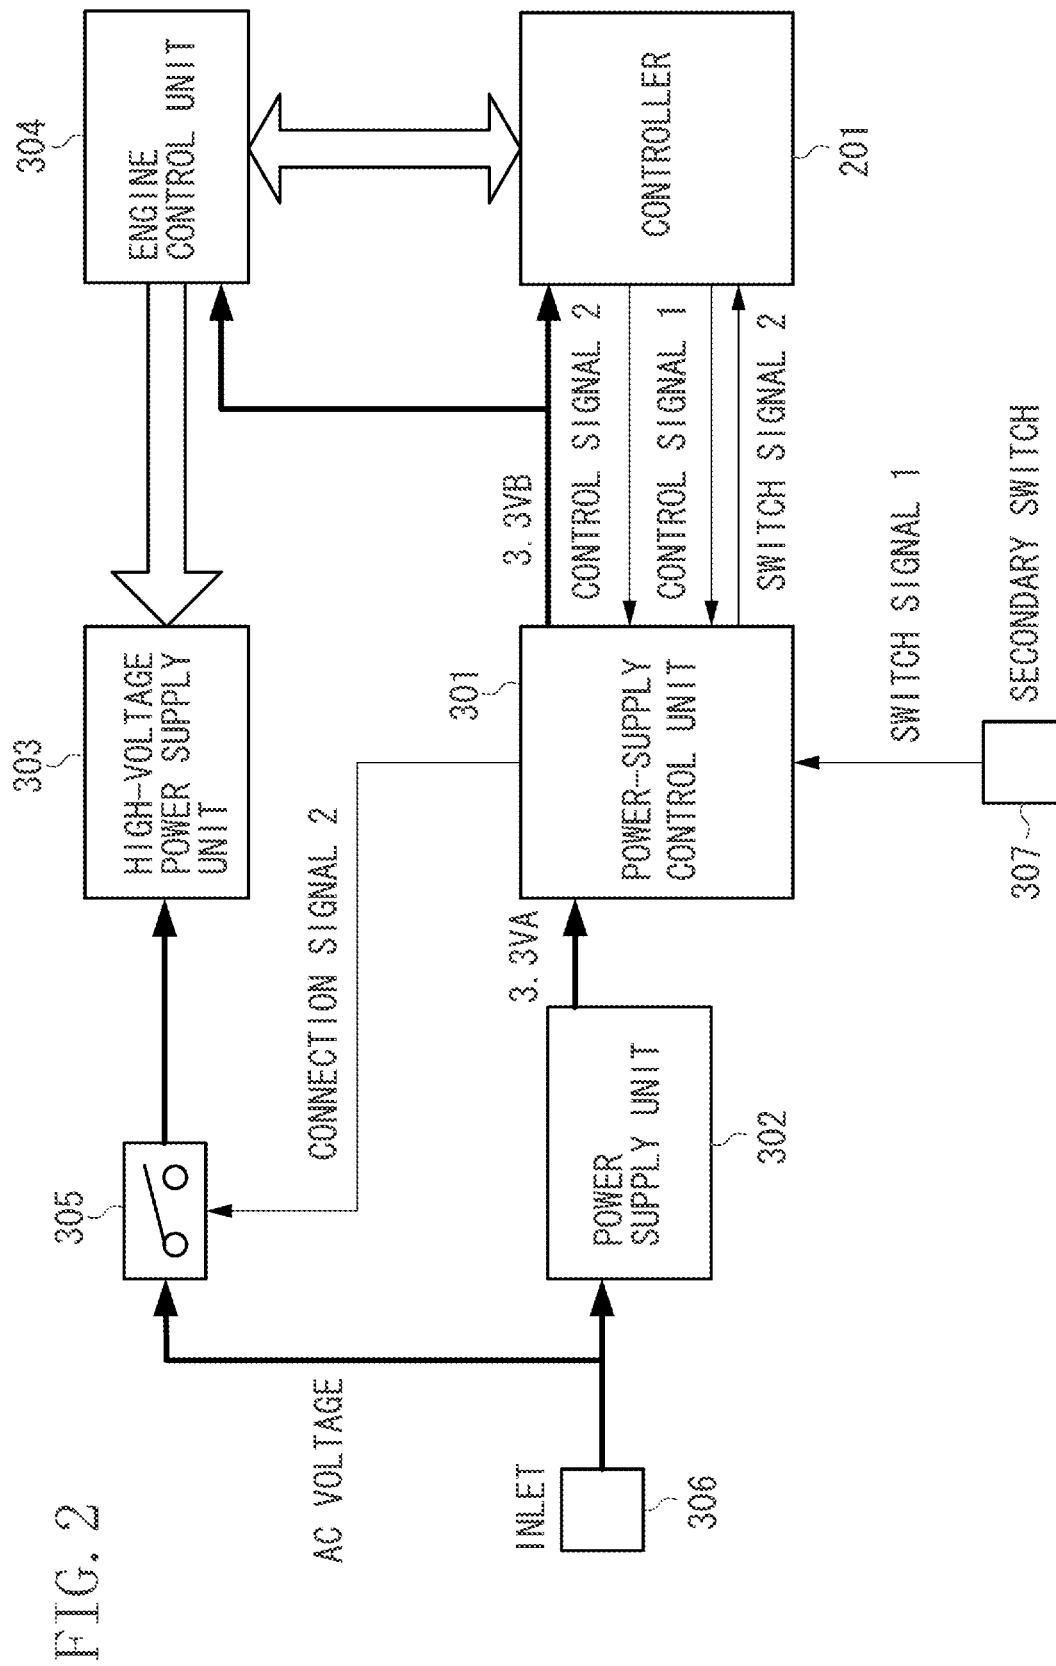 FIG. 2
305
303
304
HIGH-VOLTAGE
POWER SUPPLY
UNIT
ENGINE
CONTROL UNIT
AC VOLTAGE
CONNECTION SIGNAL 2
INLET
306
3. 3VA
301
3. 3VB
POWER
SUPPLY UNIT
302
POWER-SUPPLY
CONTROL UNIT
CONTROL SIGNAL 2
CONTROL SIGNAL 1
SWITCH SIGNAL 2
CONTROLLER
201
SWITCH SIGNAL 1
307
SECONDARY SWITCH